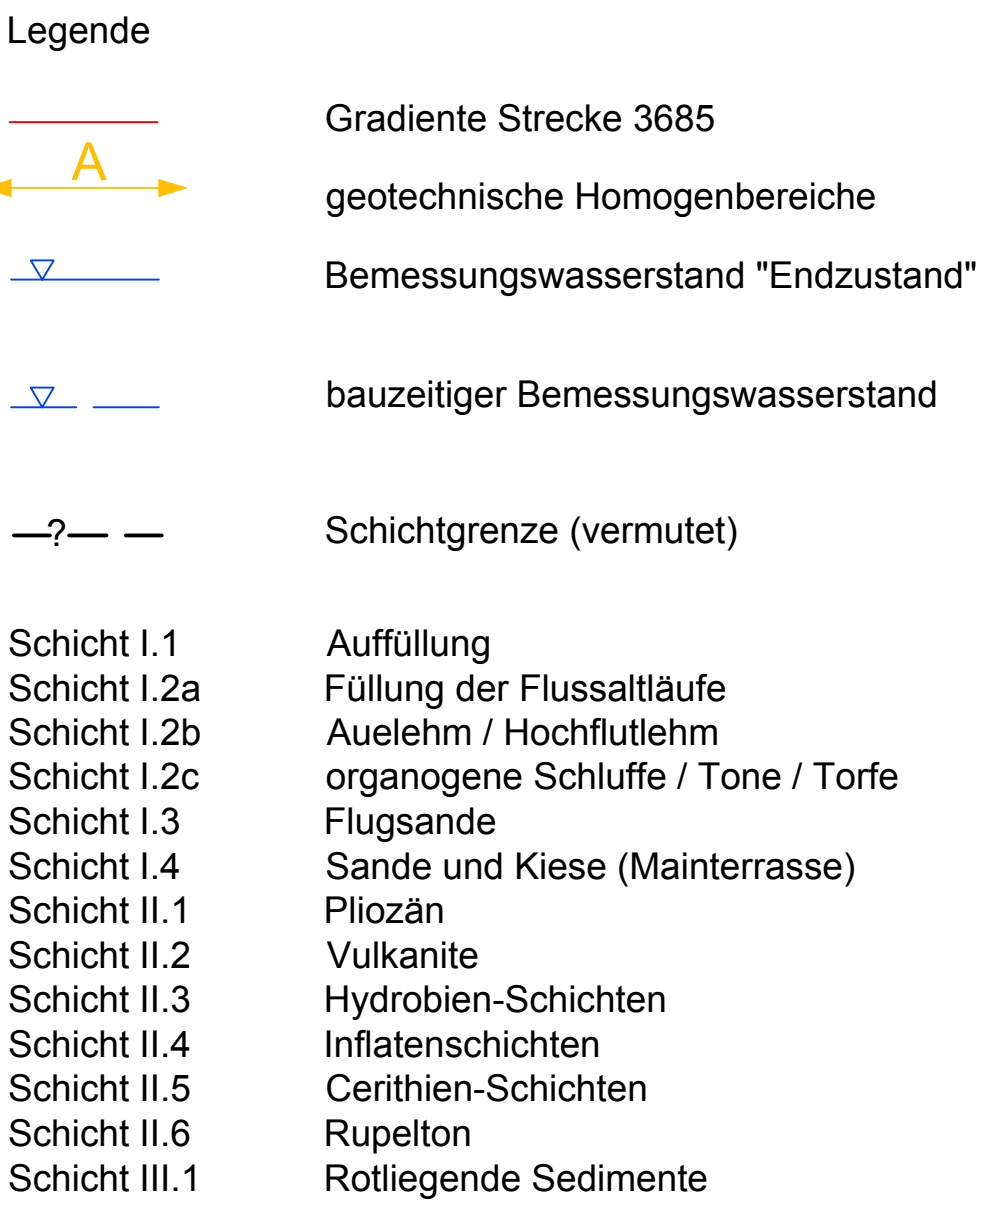 Legende
Gradiente Strecke 3685
A
geotechnische Homogenbereiche
Bemessungswasserstand "Endzustand"
bauzeitiger Bemessungswasserstand
? Schichtgrenze (vermutet)
Schicht I.1 Auffüllung
Schicht I.2a Füllung der Flussaltläufe
Schicht I.2b Auelehm / Hochflutlehm
Schicht I.2c organogene Schluffe / Tone / Torfe
Schicht I.3 Flugsande
Schicht I.4 Sande und Kiese (Mainterrasse)
Schicht II.1 Pliozän
Schicht II.2 Vulkanite
Schicht II.3 Hydrobien-Schichten
Schicht II.4 Inflatenschichten
Schicht II.5 Cerithien-Schichten
Schicht II.6 Rupelton
Schicht III.1 Rotliegende Sedimente